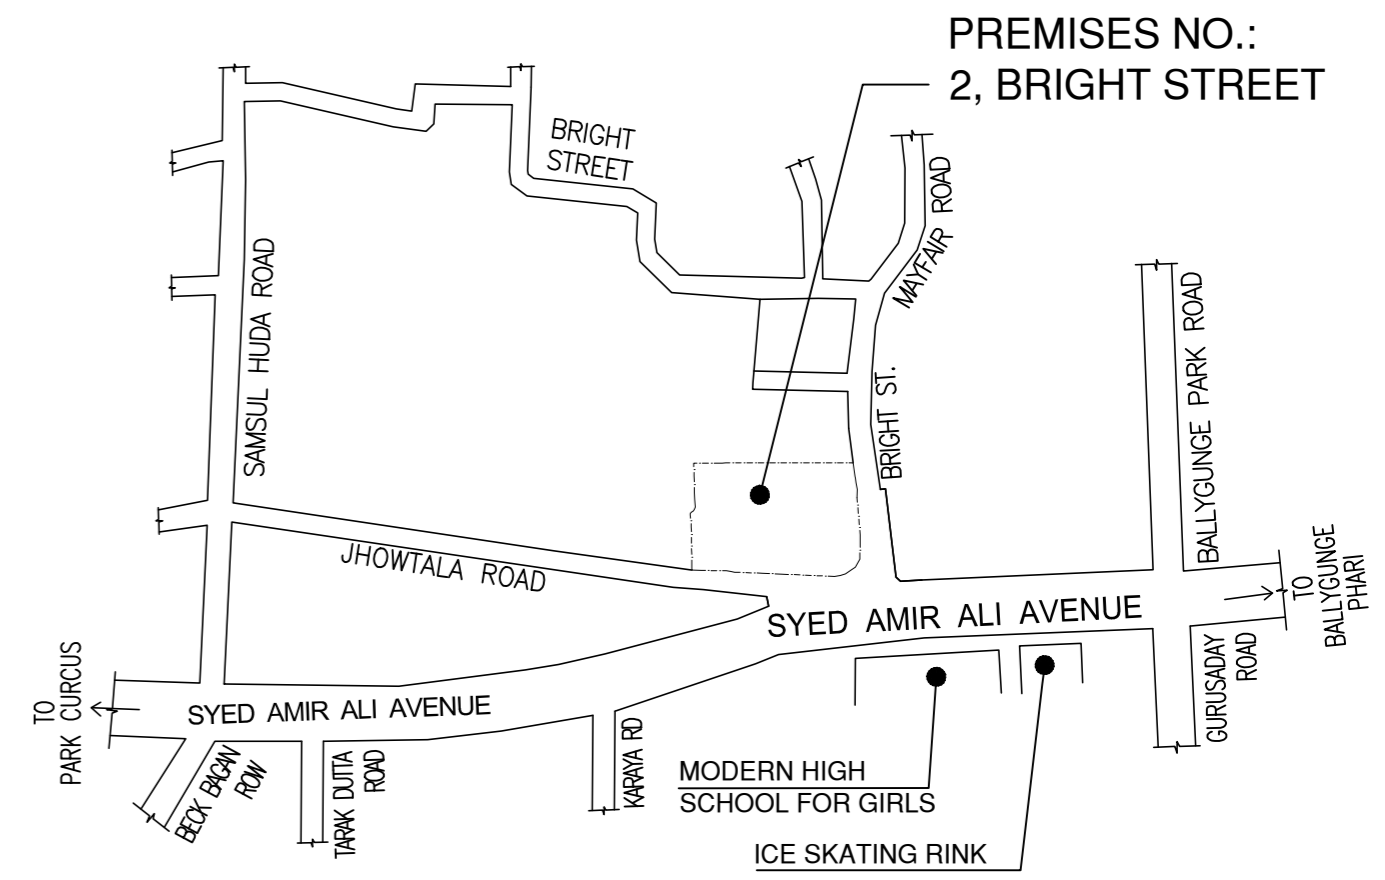 PREMISES NO.:
2, BRIGHT STREET
BRIGHT
STREET
MAYFAIR ROAD
SAMSUL HUDA ROAD
BRIGHT ST.
BALLYGUNGE PARK ROAD
JHOWTALA ROAD
SYED AMIR ALI AVENUE
TO
BALLYGUNGE
PHARI
TO
PARK CURCUS
SYED AMIR ALI AVENUE
GURUSADAY
ROAD
BECK BAGAN
ROW
TARAK DUTTA
ROAD
KARAYA RD
MODERN HIGH
SCHOOL FOR GIRLS
ICE SKATING RINK